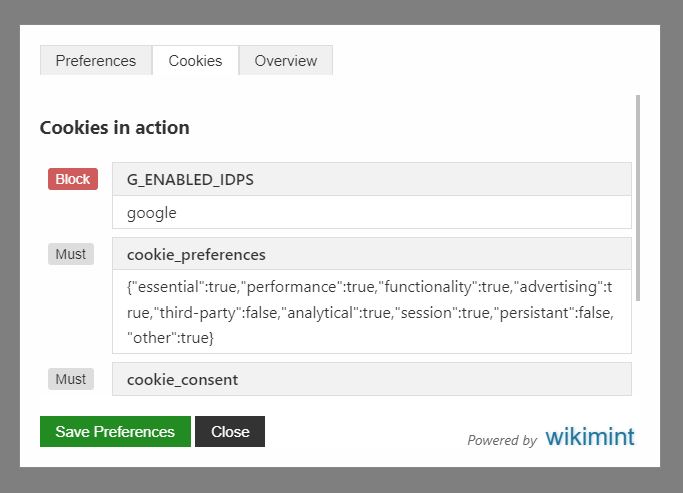 Preferences Cookies Overview
Cookies in action
Block G_ENABLED_IDPS
google
Must cookie_preferences
{"essential":true,"performance":true,"functionality":true,"advertising":t
rue,"third-party":false,"analytical":true,"session":true,"persistant":false,
"other":true}
Must cookie_consent
Save Preferences Close Powered by wikimint